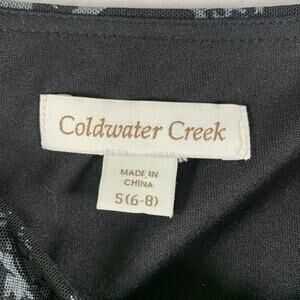 Coldwater Creek
MADE IN
CHINA
S(6-8)